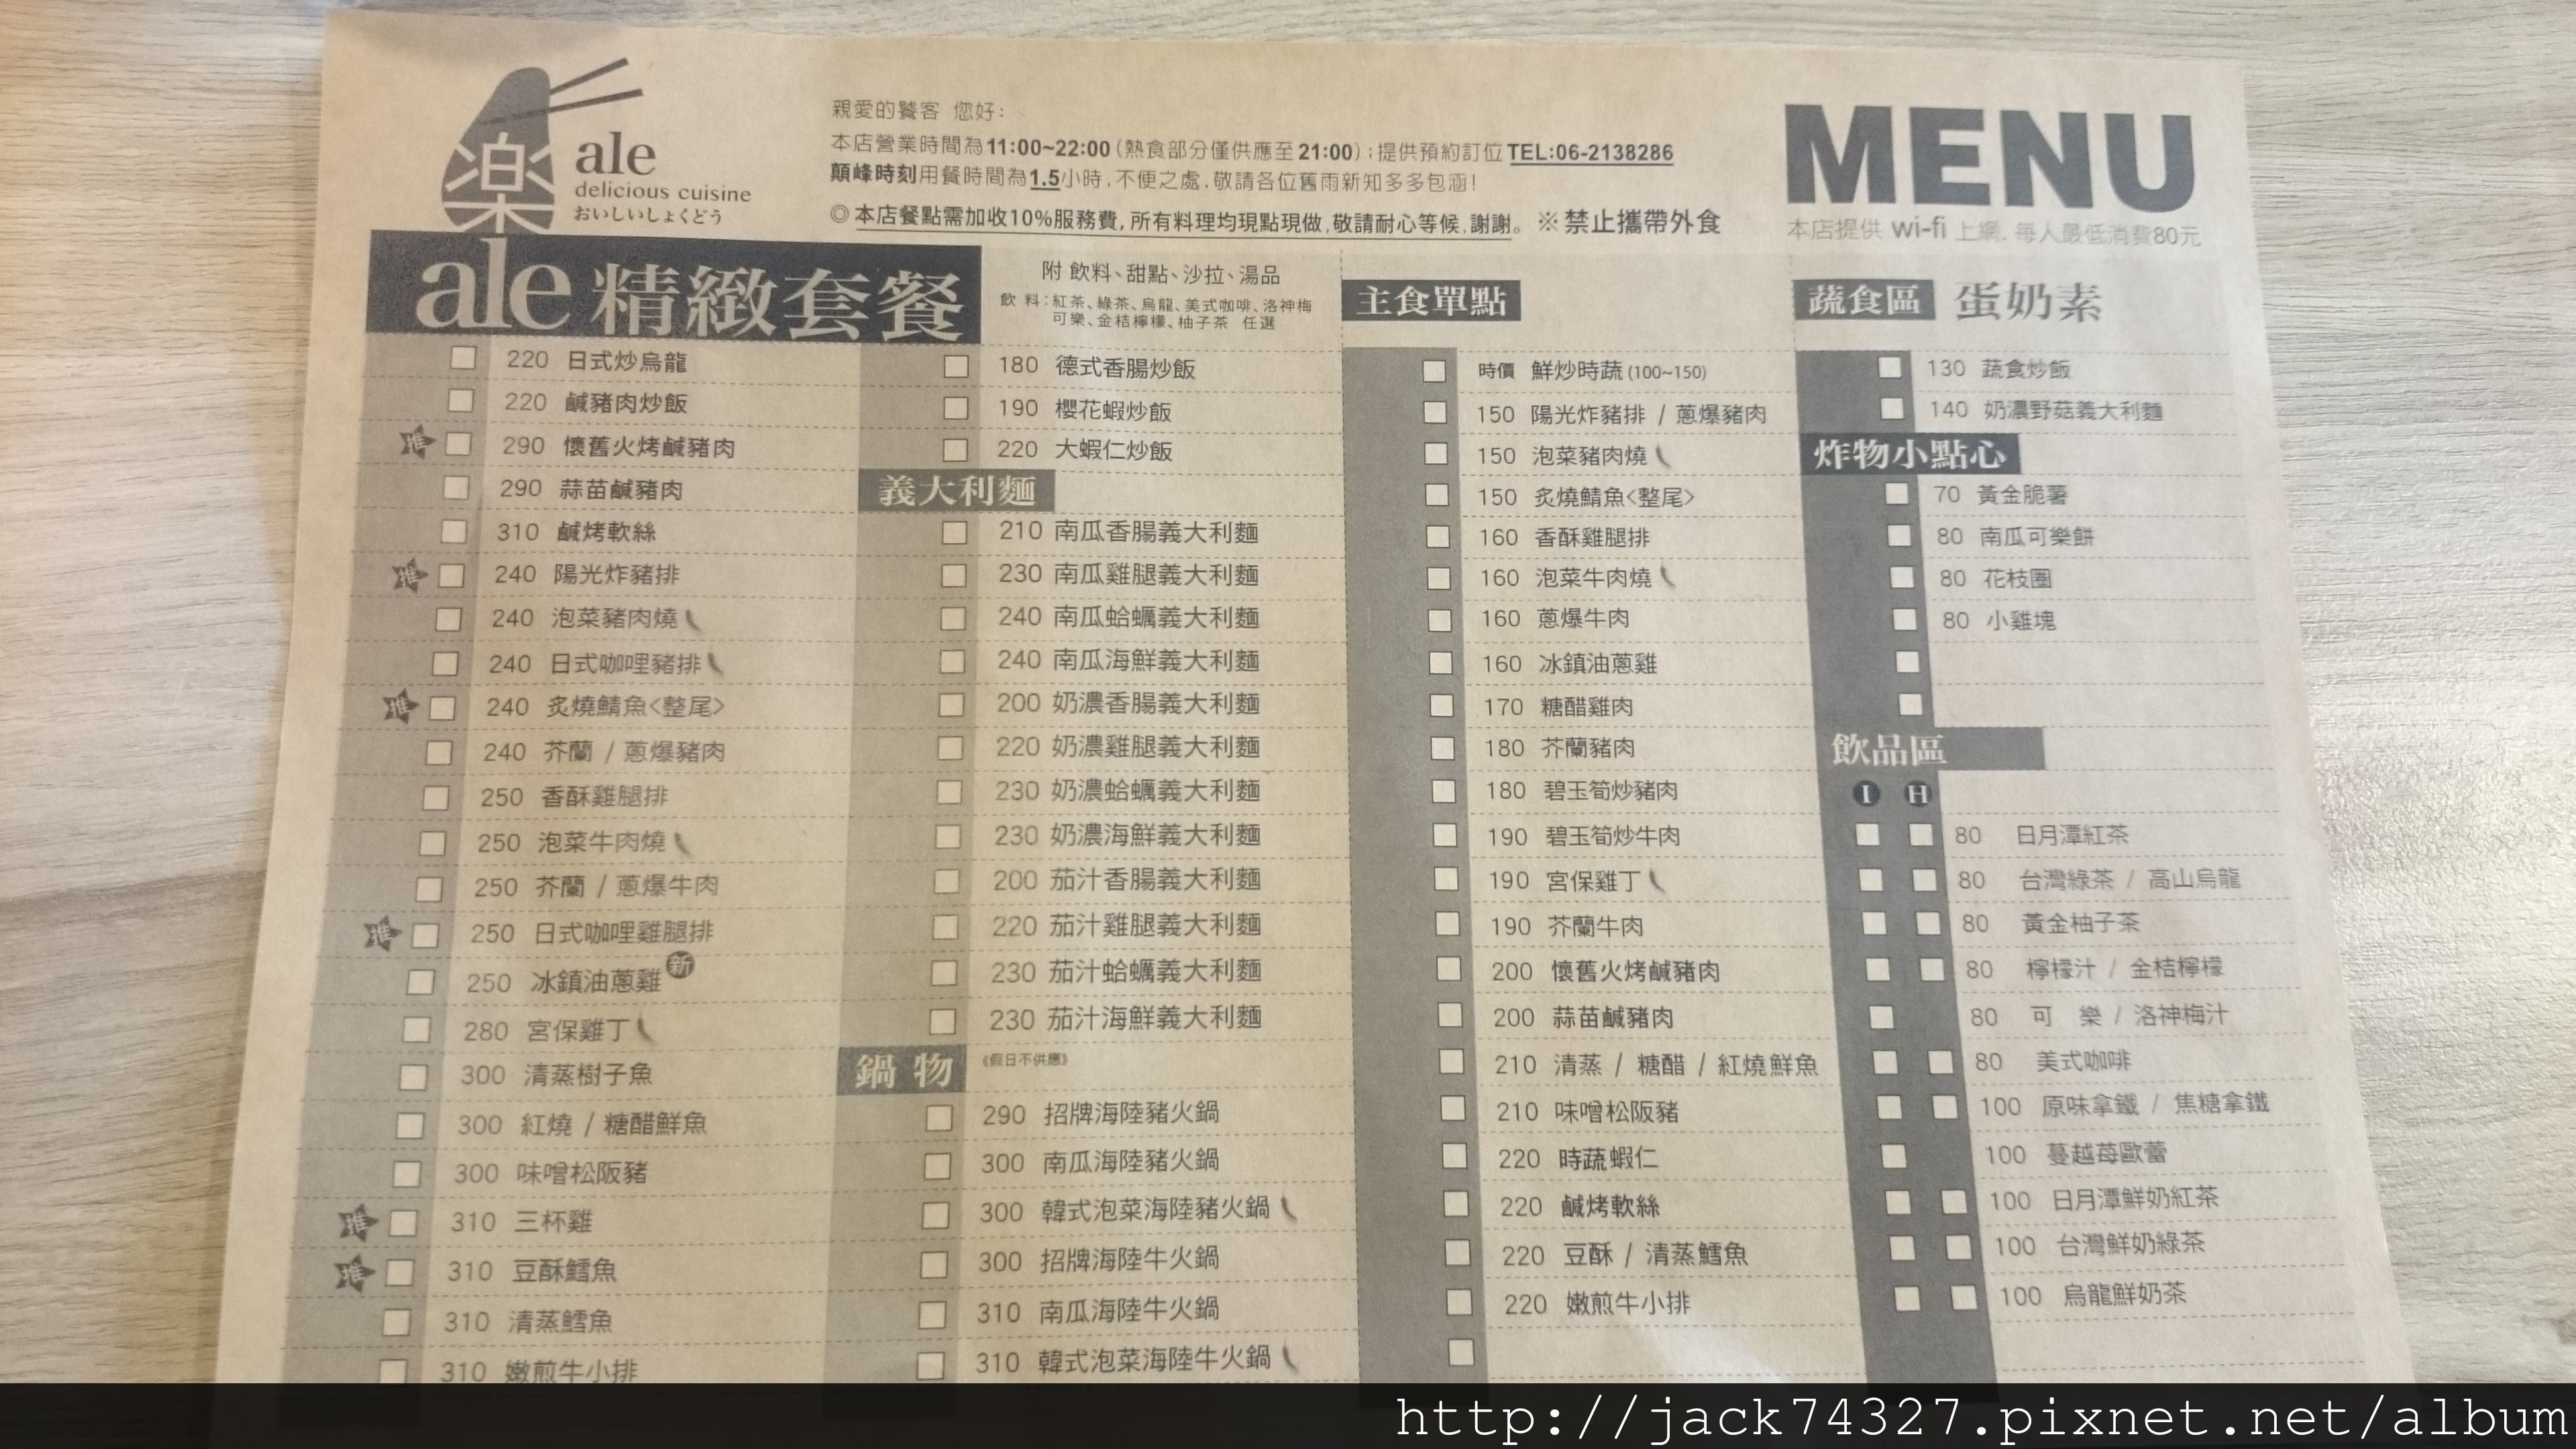 楽
ale
delicious cuisine
おいしいしょくどう
親愛的饕客 您好:
本店營業時間為11:00~22:00(熱食部分僅供應至21:00);提供預約訂位 TEL:06-2138286
顛峰時刻用餐時間為1.5小時,不便之處,敬請各位舊雨新知多多包涵!
◎本店餐點需加收10%服務費,所有料理均現點現做,敬請耐心等候,謝謝。※禁止攜帶外食
MENU
本店提供 wi-fi 上網,每人最低消費80元
ale 精緻套餐
附 飲料、甜點、沙拉、湯品
飲 料:紅茶、綠茶、烏龍、美式咖啡、洛神梅
可樂、金桔檸檬、柚子茶 任選
220 日式炒烏龍
220 鹹豬肉炒飯
推 290 懷舊火烤鹹豬肉
290 蒜苗鹹豬肉
310 鹹烤軟絲
推 240 陽光炸豬排
240 泡菜豬肉燒
240 日式咖哩豬排
推 240 炙燒鯖魚<整尾>
240 芥蘭 / 蔥爆豬肉
250 香酥雞腿排
250 泡菜牛肉燒
250 芥蘭 / 蔥爆牛肉
推 250 日式咖哩雞腿排
250 冰鎮油蔥雞 新
280 宮保雞丁
300 清蒸樹子魚
300 紅燒 / 糖醋鮮魚
300 味噌松阪豬
推 310 三杯雞
推 310 豆酥鱈魚
310 清蒸鱈魚
310 嫩煎牛小排
180 德式香腸炒飯
190 櫻花蝦炒飯
220 大蝦仁炒飯
義大利麵
210 南瓜香腸義大利麵
230 南瓜雞腿義大利麵
240 南瓜蛤蠣義大利麵
240 南瓜海鮮義大利麵
200 奶濃香腸義大利麵
220 奶濃雞腿義大利麵
230 奶濃蛤蠣義大利麵
230 奶濃海鮮義大利麵
200 茄汁香腸義大利麵
220 茄汁雞腿義大利麵
230 茄汁蛤蠣義大利麵
230 茄汁海鮮義大利麵
鍋 物 《假日不供應》
290 招牌海陸豬火鍋
300 南瓜海陸豬火鍋
300 韓式泡菜海陸豬火鍋
300 招牌海陸牛火鍋
310 南瓜海陸牛火鍋
310 韓式泡菜海陸牛火鍋
主食單點
時價 鮮炒時蔬(100~150)
150 陽光炸豬排 / 蔥爆豬肉
150 泡菜豬肉燒
150 炙燒鯖魚<整尾>
160 香酥雞腿排
160 泡菜牛肉燒
160 蔥爆牛肉
160 冰鎮油蔥雞
170 糖醋雞肉
180 芥蘭豬肉
180 碧玉筍炒豬肉
190 碧玉筍炒牛肉
190 宮保雞丁
190 芥蘭牛肉
200 懷舊火烤鹹豬肉
200 蒜苗鹹豬肉
210 清蒸 / 糖醋 / 紅燒鮮魚
210 味噌松阪豬
220 時蔬蝦仁
220 鹹烤軟絲
220 豆酥 / 清蒸鱈魚
220 嫩煎牛小排
蔬食區 蛋奶素
130 蔬食炒飯
140 奶濃野菇義大利麵
炸物小點心
70 黃金脆薯
80 南瓜可樂餅
80 花枝圈
80 小雞塊
飲品區
I H
80 日月潭紅茶
80 台灣綠茶 / 高山烏龍
80 黃金柚子茶
80 檸檬汁 / 金桔檸檬
80 可 樂 / 洛神梅汁
80 美式咖啡
100 原味拿鐵 / 焦糖拿鐵
100 蔓越莓歐蕾
100 日月潭鮮奶紅茶
100 台灣鮮奶綠茶
100 烏龍鮮奶茶
http://jack74327.pixnet.net/album